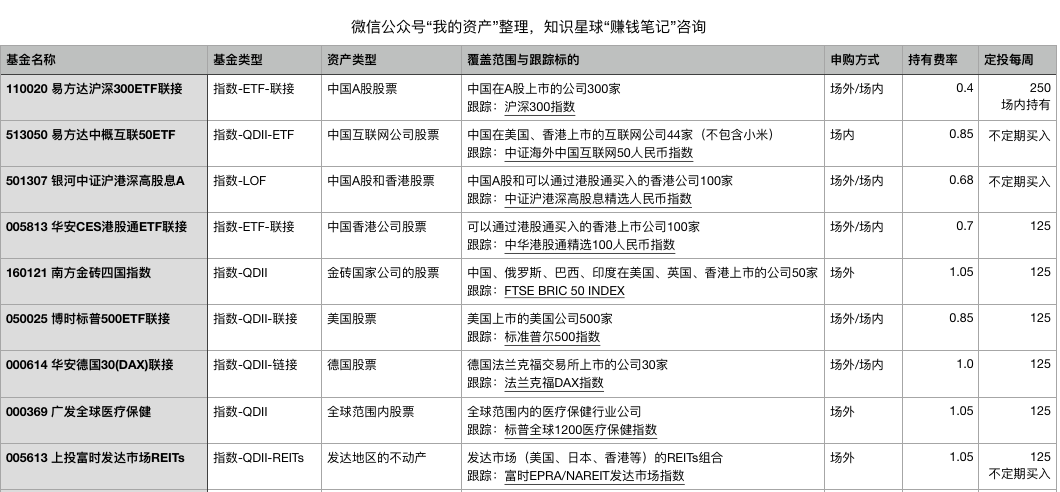 微信公众号“我的资产”整理，知识星球“赚钱笔记”咨询
基金名称 基金类型 资产类型 覆盖范围与跟踪标的 申购方式 持有费率 定投每周
110020 易方达沪深300ETF联接 指数-ETF-联接 中国A股股票 中国在A股上市的公司300家 场外/场内 0.4 250
跟踪：沪深300指数 场内持有
513050 易方达中概互联50ETF 指数-QDII-ETF 中国互联网公司股票 中国在美国、香港上市的互联网公司44家（不包含小米） 场内 0.85 不定期买入
跟踪：中证海外中国互联网50人民币指数
501307 银河中证沪港深高股息A 指数-LOF 中国A股和香港股票 中国A股和可以通过港股通买入的香港公司100家 场外/场内 0.68 不定期买入
跟踪：中证沪港深高股息精选人民币指数
005813 华安CES港股通ETF联接 指数-ETF-联接 中国香港公司股票 可以通过港股通买入的香港上市公司100家 场外/场内 0.7 125
跟踪：中华港股通精选100人民币指数
160121 南方金砖四国指数 指数-QDII 金砖国家公司的股票 中国、俄罗斯、巴西、印度在美国、英国、香港上市的公司50家 场外 1.05 125
跟踪：FTSE BRIC 50 INDEX
050025 博时标普500ETF联接 指数-QDII-联接 美国股票 美国上市的美国公司500家 场外/场内 0.85 125
跟踪：标准普尔500指数
000614 华安德国30(DAX)联接 指数-QDII-链接 德国股票 德国法兰克福交易所上市的公司30家 场外/场内 1.0 125
跟踪：法兰克福DAX指数
000369 广发全球医疗保健 指数-QDII 全球范围内股票 全球范围内的医疗保健行业公司 场外 1.05 125
跟踪：标普全球1200医疗保健指数
005613 上投富时发达市场REITs 指数-QDII-REITs 发达地区的不动产 发达市场（美国、日本、香港等）的REITs组合 场外 1.05 125
跟踪：富时EPRA/NAREIT发达市场指数 不定期买入